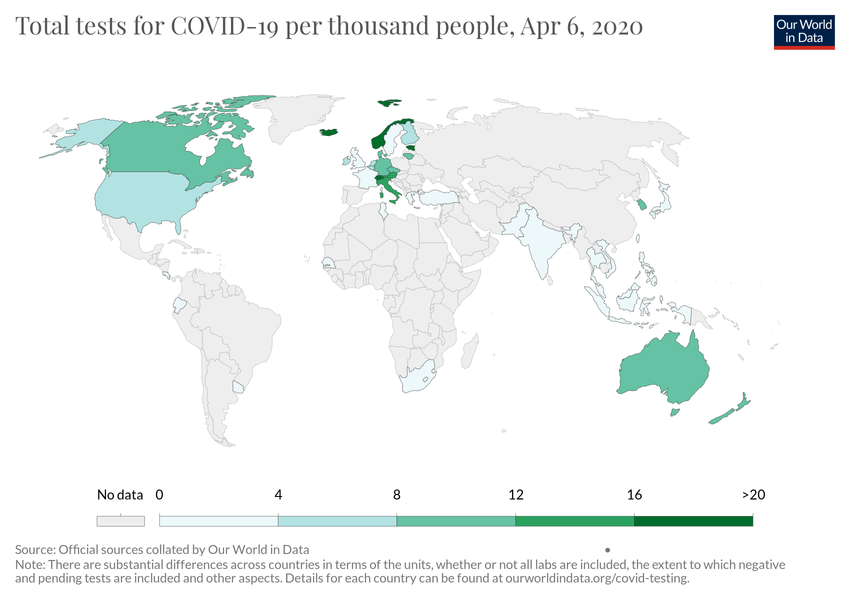 Total tests for COVID-19 per thousand people, Apr 6, 2020
Our World
in Data
No data 0 4 8 12 16 >20
Source: Official sources collated by Our World in Data
Note: There are substantial differences across countries in terms of the units, whether or not all labs are included, the extent to which negative
and pending tests are included and other aspects. Details for each country can be found at ourworldindata.org/covid-testing.